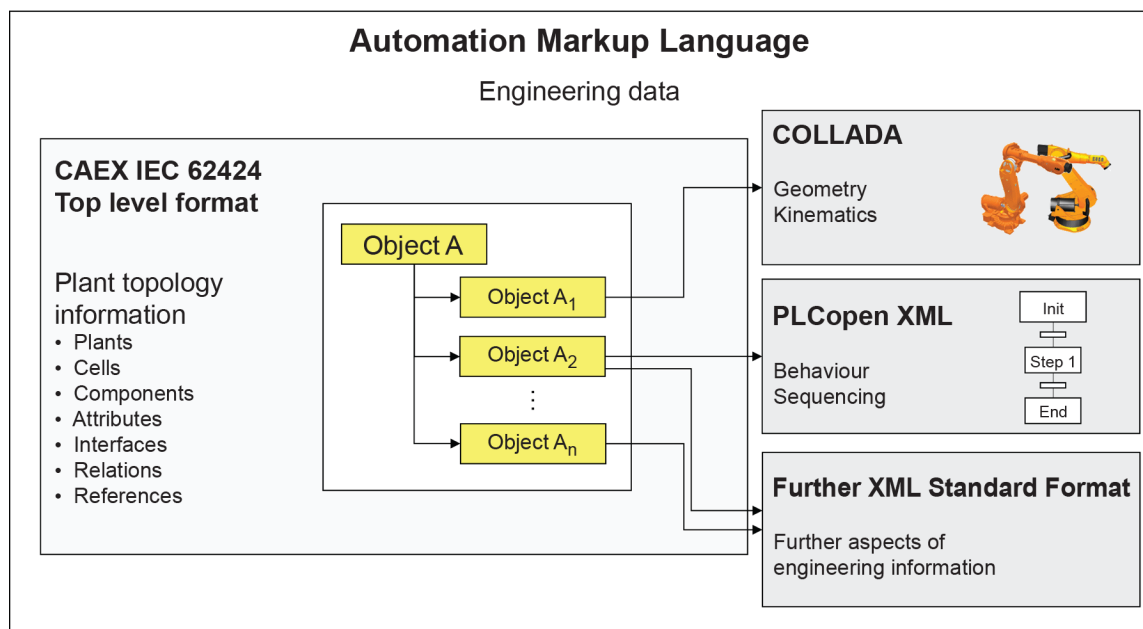 Automation Markup Language
Engineering data
CAEX IEC 62424
Top level format
Plant topology
information
• Plants
• Cells
• Components
• Attributes
• Interfaces
• Relations
• References
Object A
Object A₁
Object A₂
⋮
Object Aₙ
COLLADA
Geometry
Kinematics
PLCopen XML
Behaviour
Sequencing
Init
Step 1
End
Further XML Standard Format
Further aspects of
engineering information